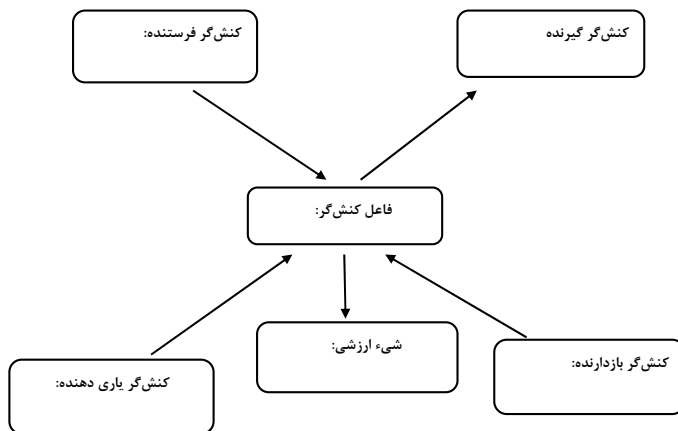 کنش‌گر گیرنده
کنش‌گر فرستنده:
فاعل کنش‌گر:
شیء ارزشی:
کنش‌گر بازدارنده:
کنش‌گر یاری دهنده: